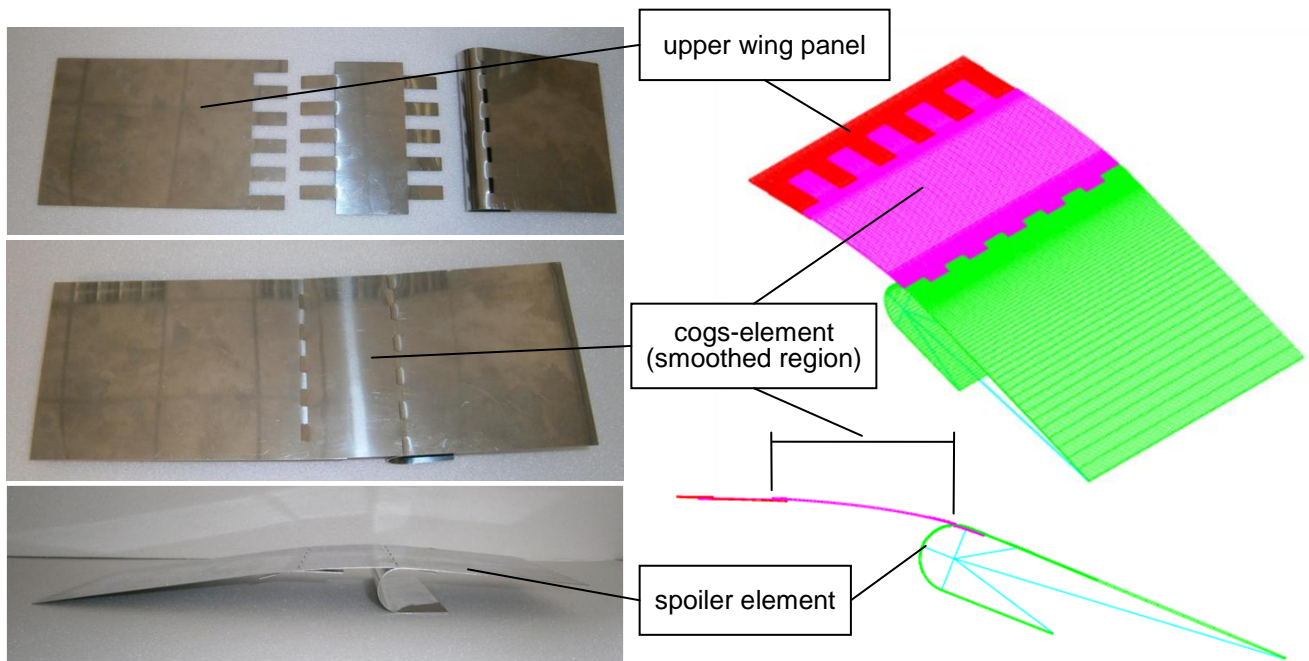 upper wing panel
cogs-element
(smoothed region)
spoiler element